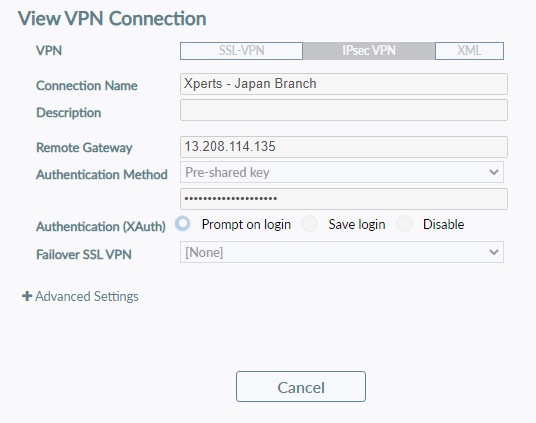 View VPN Connection
VPN SSL-VPN IPsec VPN XML
Connection Name Xperts - Japan Branch
Description
Remote Gateway 13.208.114.135
Authentication Method Pre-shared key
••••••••••••••••••••
Authentication (XAuth) Prompt on login Save login Disable
Failover SSL VPN [None]
+ Advanced Settings
Cancel